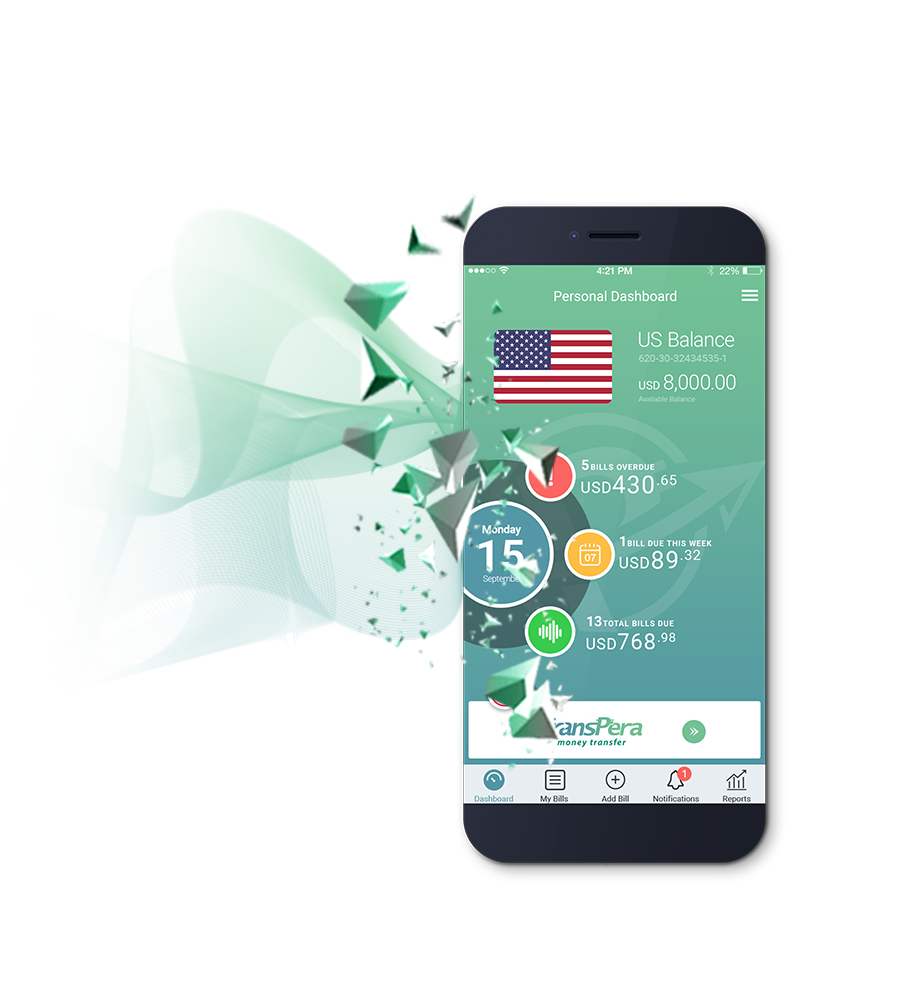 4:21 PM
22%
Personal Dashboard
US Balance
620-30-32434535-1
USD 8,000.00
Available Balance
5 BILLS OVERDUE
USD430.65
!
1 BILL DUE THIS WEEK
USD89.32
07
Monday
15
September
13 TOTAL BILLS DUE
USD768.98
TransPera
money transfer
1
Dashboard
My Bills
Add Bill
Notifications
Reports